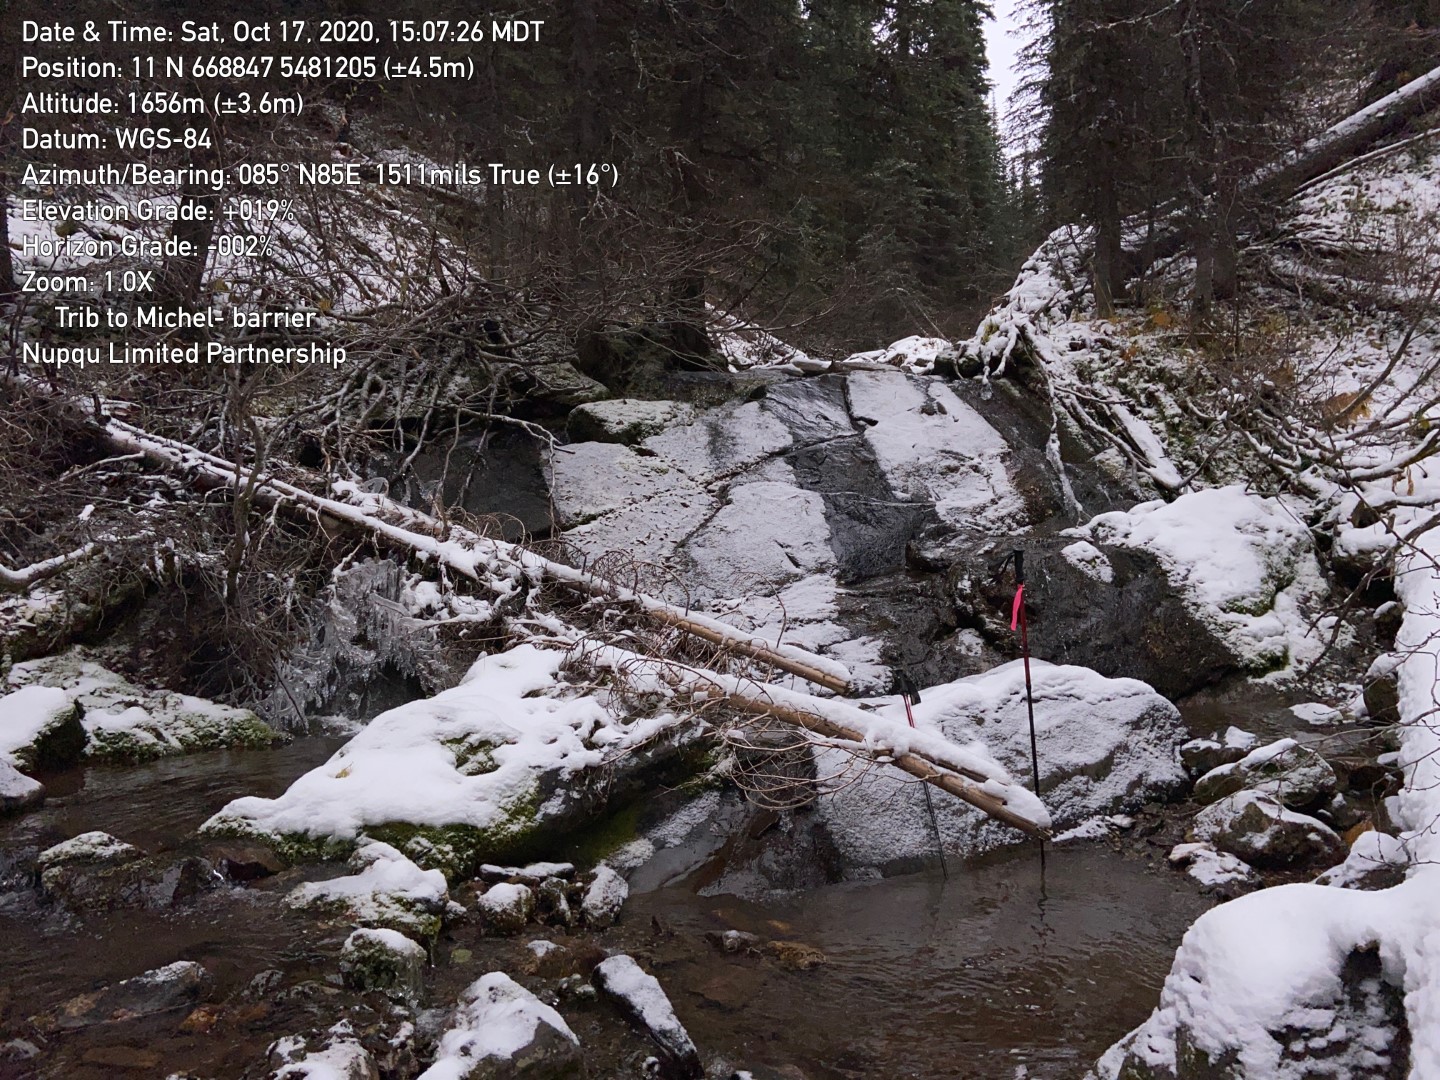 Date & Time: Sat, Oct 17, 2020, 15:07:26 MDT
Position: 11 N 668847 5481205 (±4.5m)
Altitude: 1656m (±3.6m)
Datum: WGS-84
Azimuth/Bearing: 085° N85E 1511mils True (±16°)
Elevation Grade: +019%
Horizon Grade: -002%
Zoom: 1.0X
Trib to Michel- barrier
Nupqu Limited Partnership